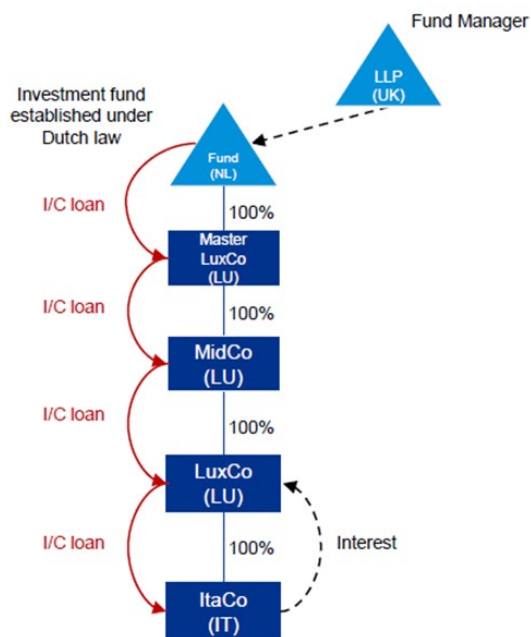 Fund Manager
LLP
(UK)
Investment fund
established under
Dutch law
Fund
(NL)
I/C loan
100%
Master
LuxCo
(LU)
I/C loan
100%
MidCo
(LU)
I/C loan
100%
LuxCo
(LU)
I/C loan
100%
Interest
ItaCo
(IT)